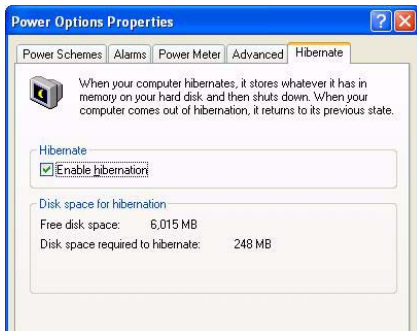 Power Options Properties
Power Schemes Alarms Power Meter Advanced Hibernate
When your computer hibernates, it stores whatever it has in
memory on your hard disk and then shuts down. When your
computer comes out of hibernation, it returns to its previous state.
Hibernate
Enable hibernation
Disk space for hibernation
Free disk space: 6,015 MB
Disk space required to hibernate: 248 MB